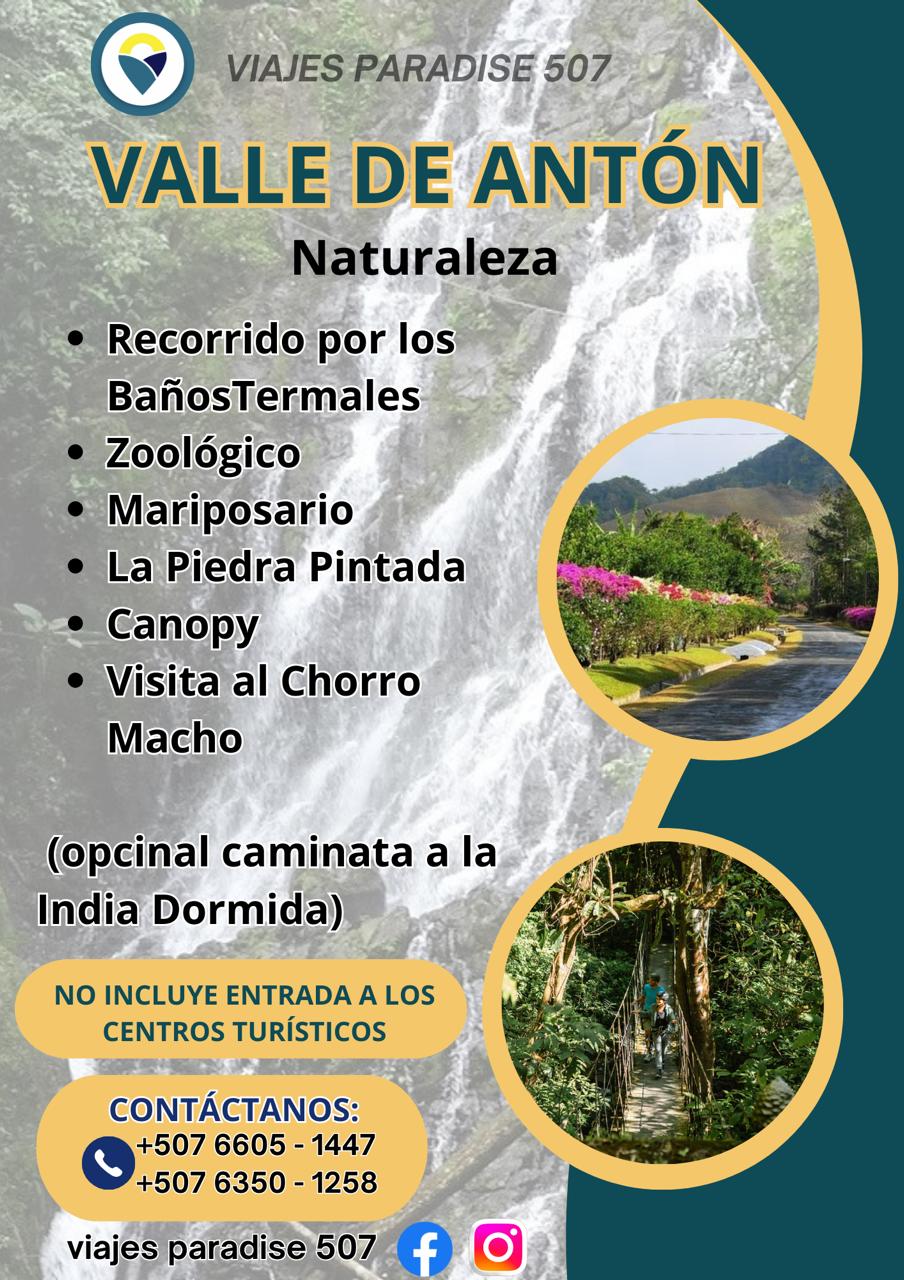 VIAJES PARADISE 507
VALLE DE ANTÓN
Naturaleza
• Recorrido por los
BañosTermales
• Zoológico
• Mariposario
• La Piedra Pintada
• Canopy
• Visita al Chorro
Macho
(opcinal caminata a la
India Dormida)
NO INCLUYE ENTRADA A LOS
CENTROS TURÍSTICOS
CONTÁCTANOS:
+507 6605 - 1447
+507 6350 - 1258
viajes paradise 507